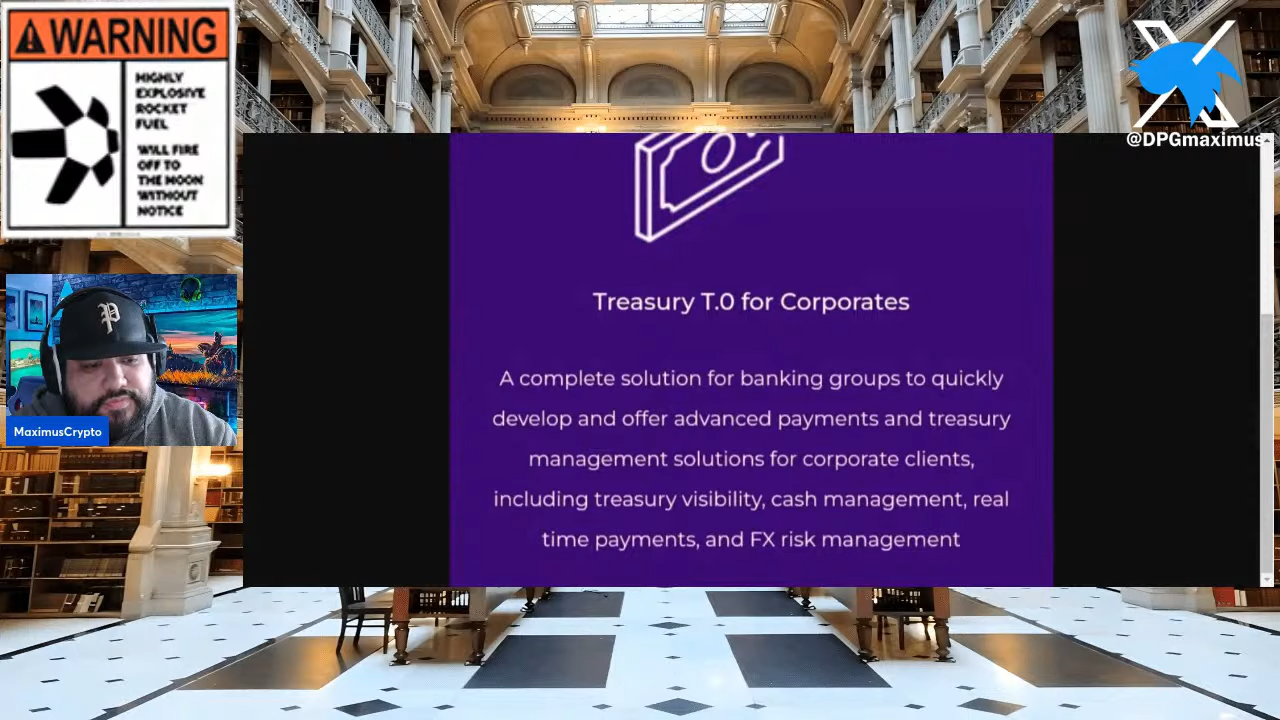 WARNING
HIGHLY
EXPLOSIVE
ROCKET
FUEL
WILL FIRE
OFF TO
THE MOON
WITHOUT
NOTICE
@DPGmaximus
Treasury T.0 for Corporates
A complete solution for banking groups to quickly
develop and offer advanced payments and treasury
management solutions for corporate clients,
including treasury visibility, cash management, real
time payments, and FX risk management
P
MaximusCrypto